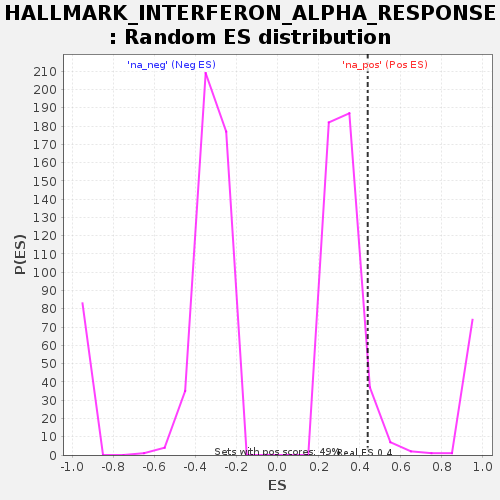 HALLMARK_INTERFERON_ALPHA_RESPONSE
: Random ES distribution
'na_neg' (Neg ES)
'na_pos' (Pos ES)
210
200
190
180
170
160
150
140
130
120
110
100
90
80
70
60
50
40
30
20
10
0
P(ES)
Sets with pos scores: 49%
Real ES 0.4
-1.0 -0.8 -0.6 -0.4 -0.2 0.0 0.2 0.4 0.6 0.8 1.0
ES